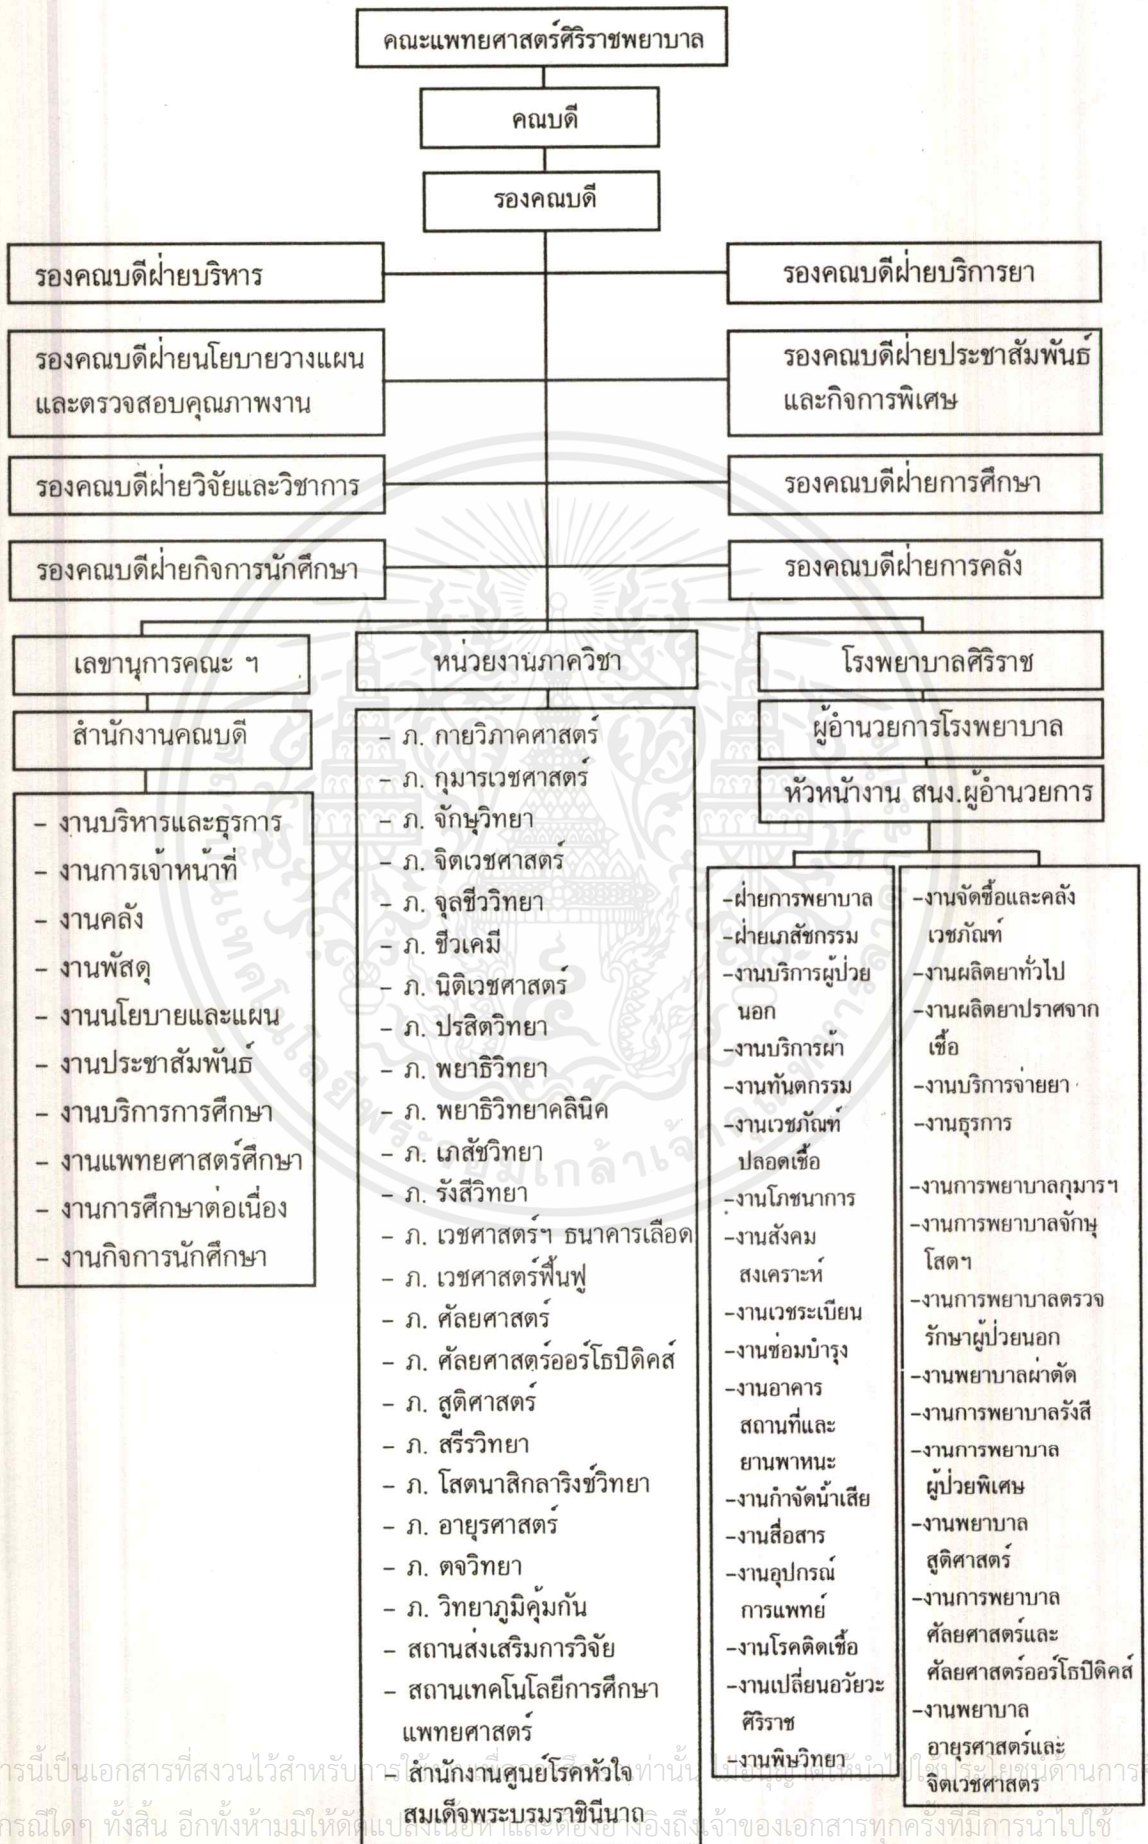 คณะแพทยศาสตร์ศิริราชพยาบาล
คณบดี
รองคณบดี
รองคณบดีฝ่ายบริหาร
รองคณบดีฝ่ายบริการยา
รองคณบดีฝ่ายนโยบายวางแผน
และตรวจสอบคุณภาพงาน
รองคณบดีฝ่ายประชาสัมพันธ์
และกิจการพิเศษ
รองคณบดีฝ่ายวิจัยและวิชาการ
รองคณบดีฝ่ายการศึกษา
รองคณบดีฝ่ายกิจการนักศึกษา
รองคณบดีฝ่ายการคลัง
เลขานุการคณะ ฯ
สำนักงานคณบดี
- งานบริหารและธุรการ
- งานการเจ้าหน้าที่
- งานคลัง
- งานพัสดุ
- งานนโยบายและแผน
- งานประชาสัมพันธ์
- งานบริการการศึกษา
- งานแพทยศาสตร์ศึกษา
- งานการศึกษาต่อเนื่อง
- งานกิจการนักศึกษา
หน่วยงานภาควิชา
- ภ. กายวิภาคศาสตร์
- ภ. กุมารเวชศาสตร์
- ภ. จักษุวิทยา
- ภ. จิตเวชศาสตร์
- ภ. จุลชีววิทยา
- ภ. ชีวเคมี
- ภ. นิติเวชศาสตร์
- ภ. ปรสิตวิทยา
- ภ. พยาธิวิทยา
- ภ. พยาธิวิทยาคลินิค
- ภ. เภสัชวิทยา
- ภ. รังสีวิทยา
- ภ. เวชศาสตร์ฯ ธนาคารเลือด
- ภ. เวชศาสตร์ฟื้นฟู
- ภ. ศัลยศาสตร์
- ภ. ศัลยศาสตร์ออร์โธปิดิคส์
- ภ. สูติศาสตร์
- ภ. สรีรวิทยา
- ภ. โสตนาสิกลาริงซ์วิทยา
- ภ. อายุรศาสตร์
- ภ. ตจวิทยา
- ภ. วิทยาภูมิคุ้มกัน
- สถานส่งเสริมการวิจัย
- สถานเทคโนโลยีการศึกษา
แพทยศาสตร์
- สำนักงานศูนย์โรคหัวใจ
สมเด็จพระบรมราชินีนาถ
โรงพยาบาลศิริราช
ผู้อำนวยการโรงพยาบาล
หัวหน้างาน สนง.ผู้อำนวยการ
-ฝ่ายการพยาบาล
-ฝ่ายเภสัชกรรม
-งานบริการผู้ป่วย
นอก
-งานบริการผ้า
-งานทันตกรรม
-งานเวชภัณฑ์
ปลอดเชื้อ
-งานโภชนาการ
-งานสังคม
สงเคราะห์
-งานเวชระเบียน
-งานซ่อมบำรุง
-งานอาคาร
สถานที่และ
ยานพาหนะ
-งานกำจัดน้ำเสีย
-งานสื่อสาร
-งานอุปกรณ์
การแพทย์
-งานโรคติดเชื้อ
-งานเปลี่ยนอวัยวะ
ศิริราช
-งานพิษวิทยา
-งานจัดซื้อและคลัง
เวชภัณฑ์
-งานผลิตยาทั่วไป
-งานผลิตยาปราศจาก
เชื้อ
-งานบริการจ่ายยา
-งานธุรการ
-งานการพยาบาลกุมารฯ
-งานการพยาบาลจักษุ
โสตฯ
-งานการพยาบาลตรวจ
รักษาผู้ป่วยนอก
-งานพยาบาลผ่าตัด
-งานการพยาบาลรังสี
-งานการพยาบาล
ผู้ป่วยพิเศษ
-งานพยาบาล
สูติศาสตร์
-งานการพยาบาล
ศัลยศาสตร์และ
ศัลยศาสตร์ออร์โธปิดิคส์
-งานพยาบาล
อายุรศาสตร์และ
จิตเวชศาสตร